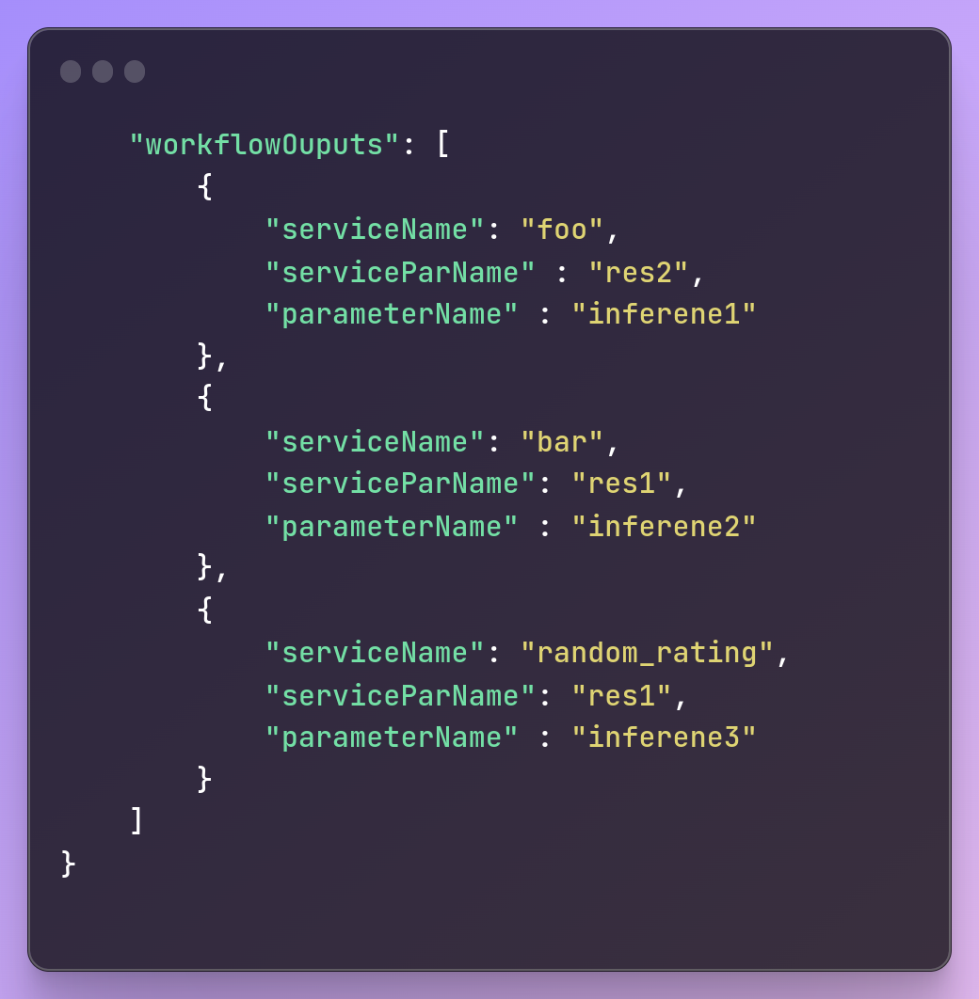 "workflowOuputs": [
{
"serviceName": "foo",
"serviceParName" : "res2",
"parameterName" : "inferene1"
},
{
"serviceName": "bar",
"serviceParName": "res1",
"parameterName" : "inferene2"
},
{
"serviceName": "random_rating",
"serviceParName": "res1",
"parameterName" : "inferene3"
}
]
}